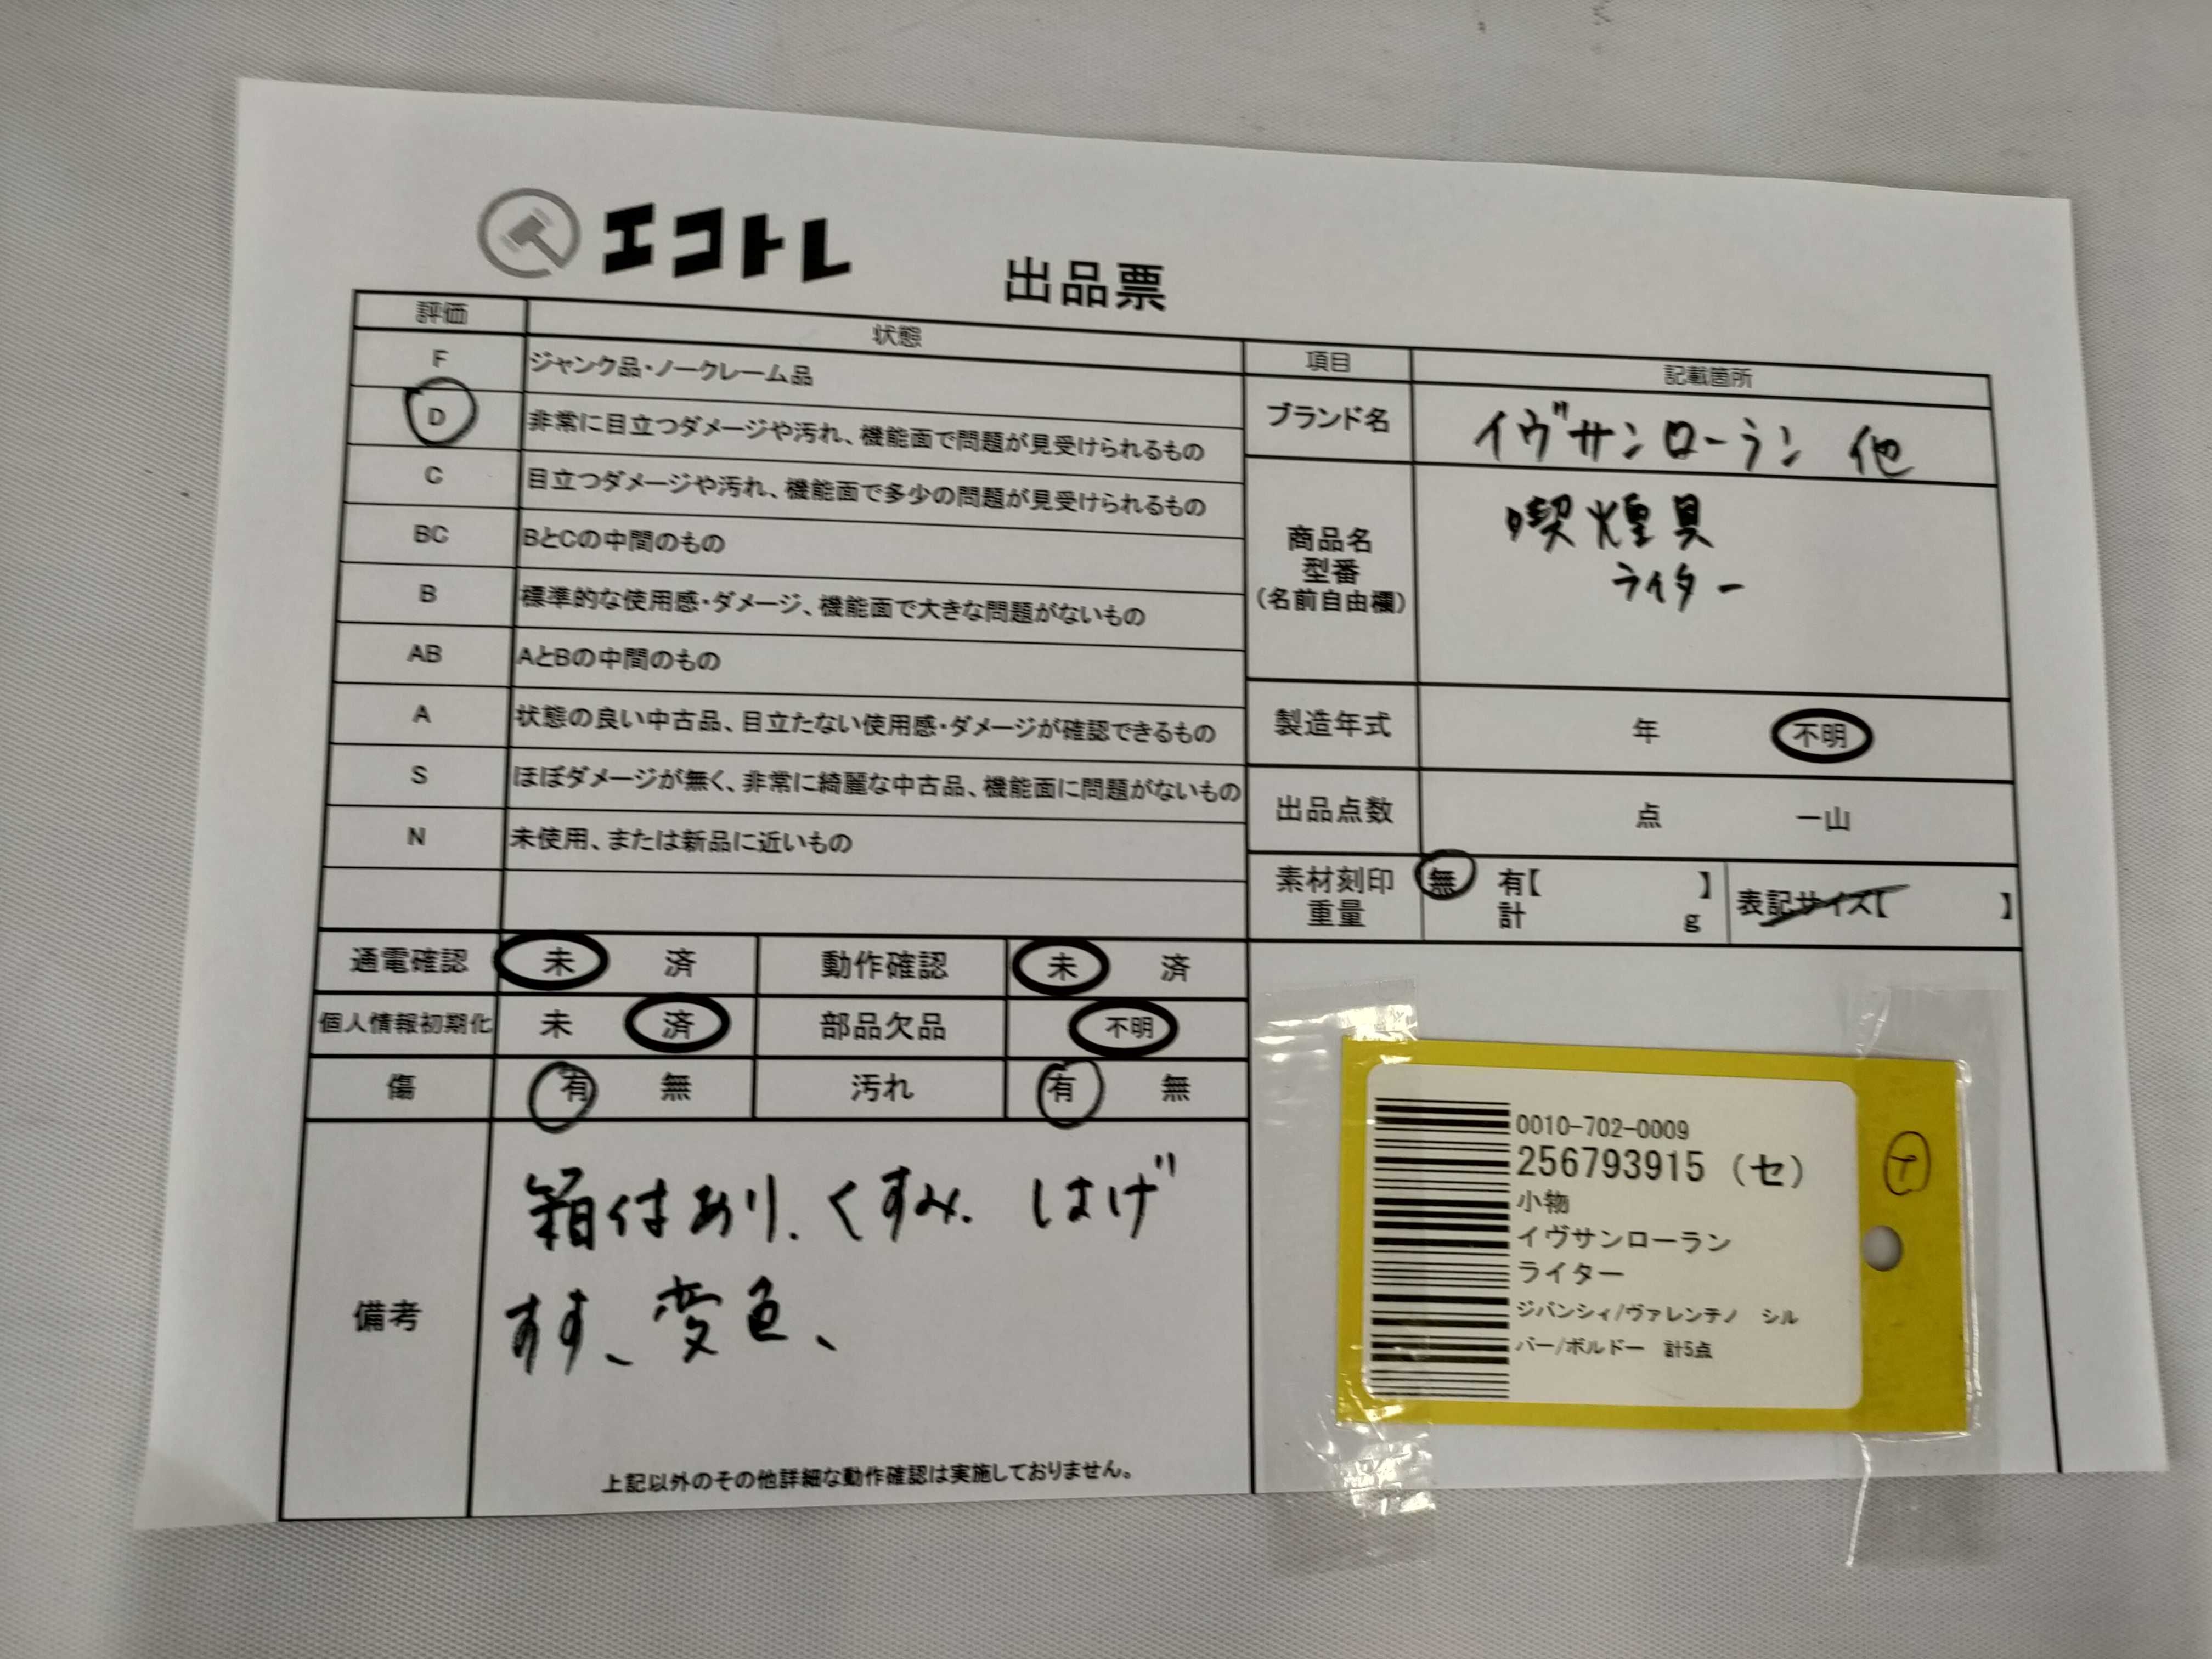 エコトレ
出品票
評価 状態
F ジャンク品・ノークレーム品
D 非常に目立つダメージや汚れ、機能面で問題が見受けられるもの
C 目立つダメージや汚れ、機能面で多少の問題が見受けられるもの
BC BとCの中間のもの
B 標準的な使用感・ダメージ、機能面で大きな問題がないもの
AB AとBの中間のもの
A 状態の良い中古品、目立たない使用感・ダメージが確認できるもの
S ほぼダメージが無く、非常に綺麗な中古品、機能面に問題がないもの
N 未使用、または新品に近いもの
項目 記載箇所
ブランド名 イヴサンローラン 他
商品名
型番
(名前自由欄)
喫煙具
ライター
製造年式 年 不明
出品点数 点 一山
素材刻印 無 有【 】
重量 計 g
表記サイズ【 】
通電確認 未 済 動作確認 未 済
個人情報初期化 未 済 部品欠品 不明
傷 有 無 汚れ 有 無
備考
箱付あり. くすみ. はげ
すす、変色、
上記以外のその他詳細な動作確認は実施しておりません。
0010-702-0009
256793915 (セ)
小物
イヴサンローラン
ライター
ジバンシィ/ヴァレンテノ シル
バー/ボルドー 計5点